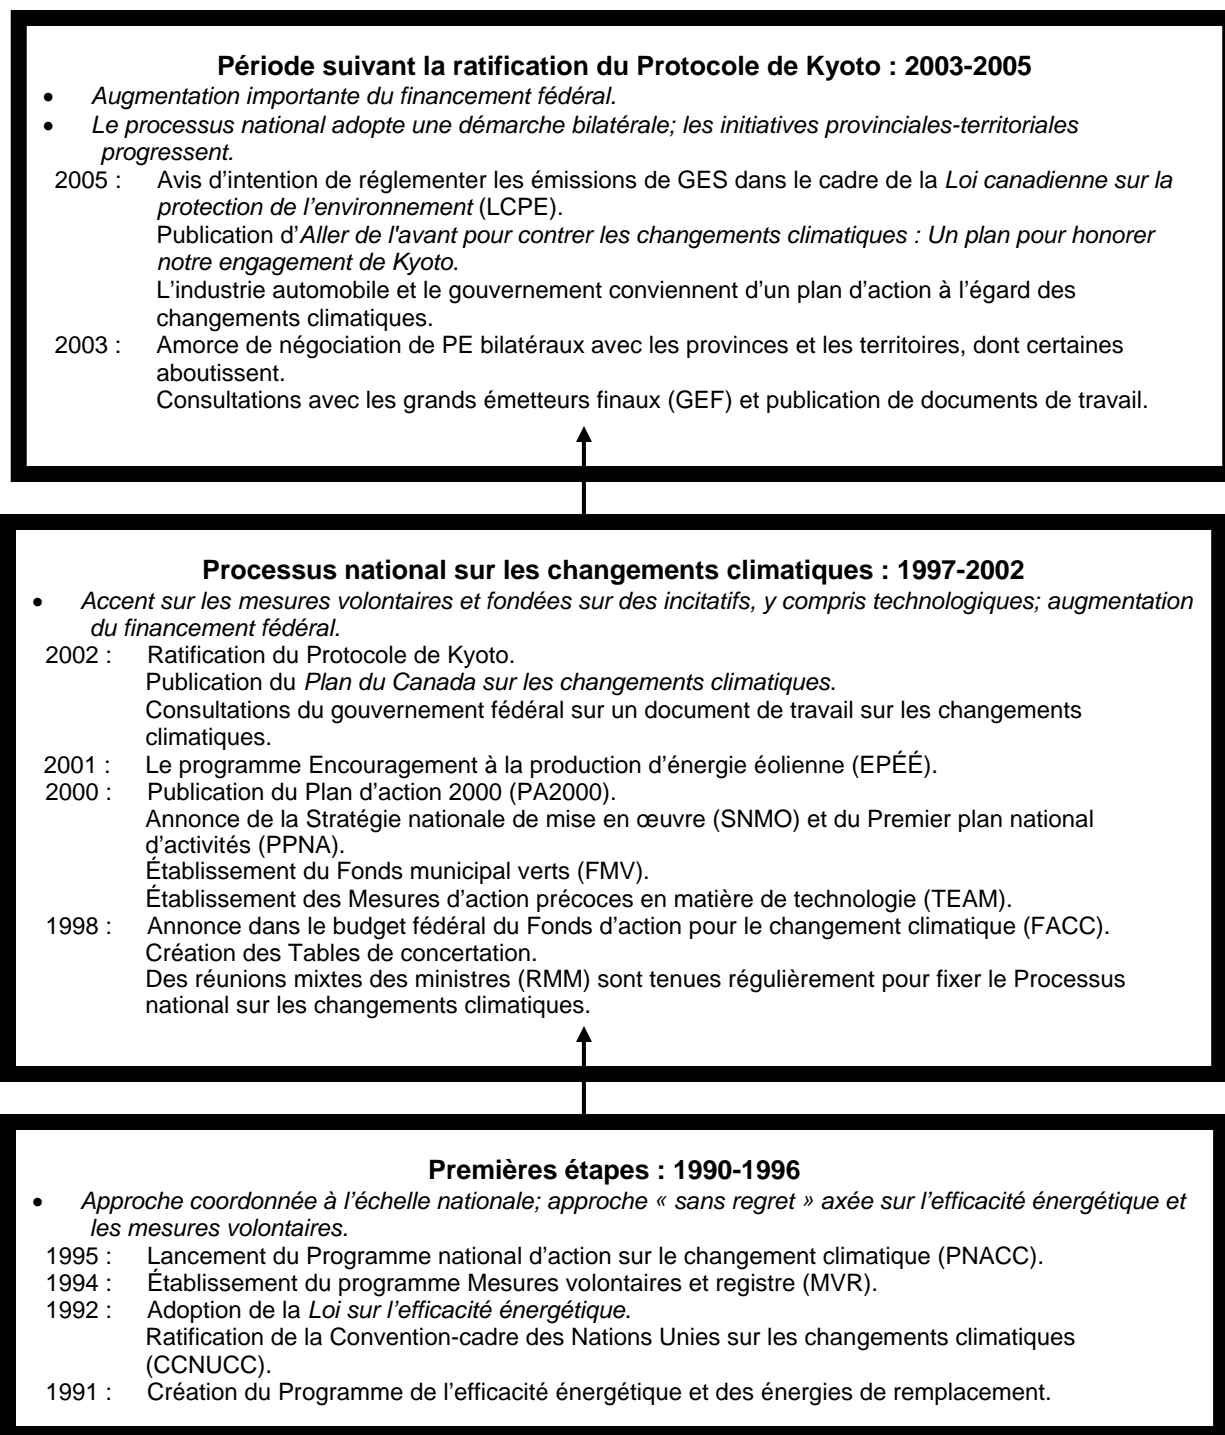 Période suivant la ratification du Protocole de Kyoto : 2003-2005
• Augmentation importante du financement fédéral.
• Le processus national adopte une démarche bilatérale; les initiatives provinciales-territoriales
progressent.
2005 : Avis d’intention de réglementer les émissions de GES dans le cadre de la Loi canadienne sur la
protection de l’environnement (LCPE).
Publication d’Aller de l'avant pour contrer les changements climatiques : Un plan pour honorer
notre engagement de Kyoto.
L’industrie automobile et le gouvernement conviennent d’un plan d’action à l’égard des
changements climatiques.
2003 : Amorce de négociation de PE bilatéraux avec les provinces et les territoires, dont certaines
aboutissent.
Consultations avec les grands émetteurs finaux (GEF) et publication de documents de travail.
Processus national sur les changements climatiques : 1997-2002
• Accent sur les mesures volontaires et fondées sur des incitatifs, y compris technologiques; augmentation
du financement fédéral.
2002 : Ratification du Protocole de Kyoto.
Publication du Plan du Canada sur les changements climatiques.
Consultations du gouvernement fédéral sur un document de travail sur les changements
climatiques.
2001 : Le programme Encouragement à la production d’énergie éolienne (EPÉÉ).
2000 : Publication du Plan d’action 2000 (PA2000).
Annonce de la Stratégie nationale de mise en œuvre (SNMO) et du Premier plan national
d’activités (PPNA).
Établissement du Fonds municipal verts (FMV).
Établissement des Mesures d’action précoces en matière de technologie (TEAM).
1998 : Annonce dans le budget fédéral du Fonds d’action pour le changement climatique (FACC).
Création des Tables de concertation.
Des réunions mixtes des ministres (RMM) sont tenues régulièrement pour fixer le Processus
national sur les changements climatiques.
Premières étapes : 1990-1996
• Approche coordonnée à l’échelle nationale; approche « sans regret » axée sur l’efficacité énergétique et
les mesures volontaires.
1995 : Lancement du Programme national d’action sur le changement climatique (PNACC).
1994 : Établissement du programme Mesures volontaires et registre (MVR).
1992 : Adoption de la Loi sur l’efficacité énergétique.
Ratification de la Convention-cadre des Nations Unies sur les changements climatiques
(CCNUCC).
1991 : Création du Programme de l’efficacité énergétique et des énergies de remplacement.